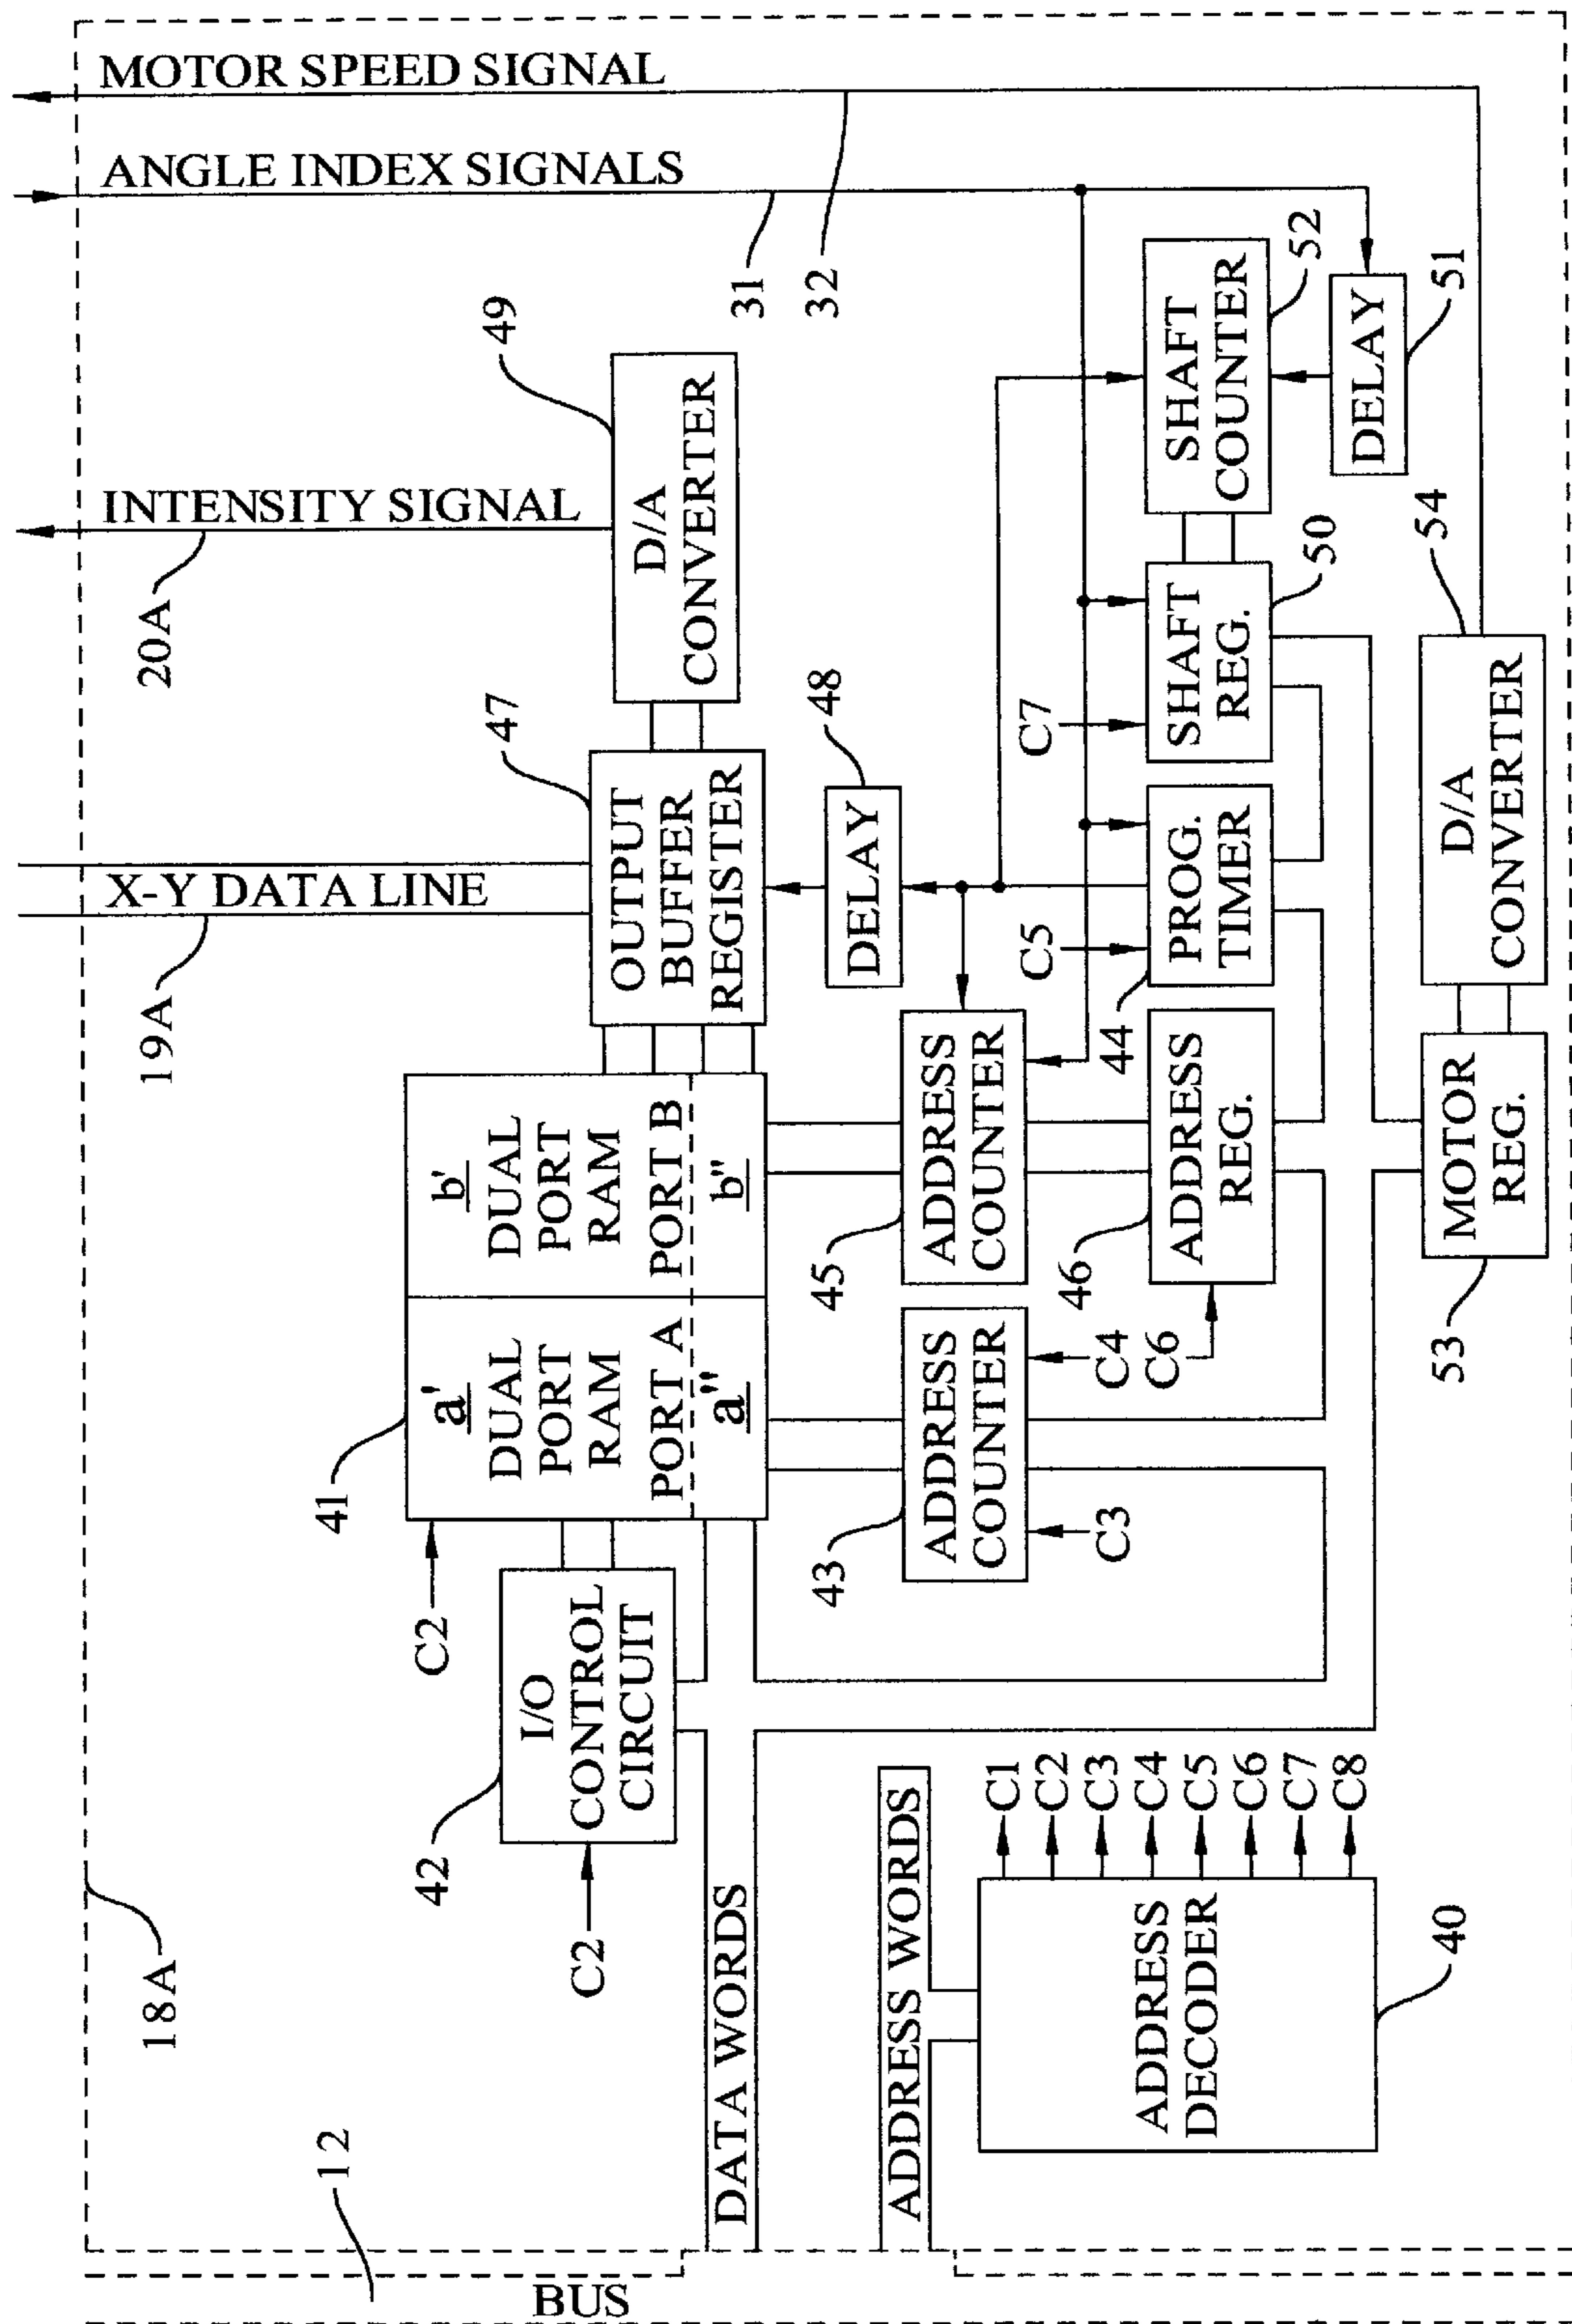 18A
19A
X-Y DATA LINE
20A
INTENSITY SIGNAL
ANGLE INDEX SIGNALS
MOTOR SPEED SIGNAL
31
32
12
BUS
DATA WORDS
ADDRESS WORDS
42
C2
I/O
CONTROL
CIRCUIT
C2
41
a'
DUAL
PORT
RAM
PORT A
a"
b'
DUAL
PORT
RAM
PORT B
b"
47
OUTPUT
BUFFER
REGISTER
49
D/A
CONVERTER
48
DELAY
43
ADDRESS
COUNTER
C3
C4
45
ADDRESS
COUNTER
46
C6
ADDRESS
REG.
44
C5
PROG.
TIMER
C7
SHAFT
REG.
50
SHAFT
COUNTER
52
DELAY
51
ADDRESS
DECODER
40
C1
C2
C3
C4
C5
C6
C7
C8
53
MOTOR
REG.
54
D/A
CONVERTER